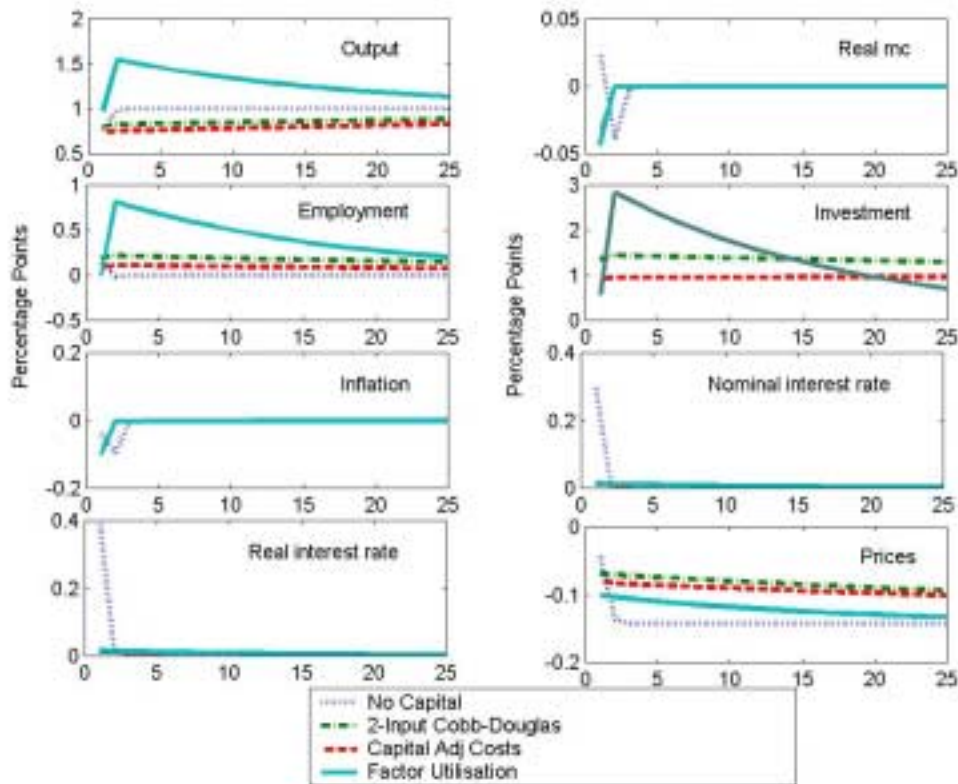 2
1.5
1
0.5
0 5 10 15 20 25
Output
0.05
0
-0.05
0 5 10 15 20 25
Real mc
Percentage Points
1
0.5
0
-0.5
0 5 10 15 20 25
Employment
Percentage Points
3
2
1
0
0 5 10 15 20 25
Investment
0.2
0
-0.2
0 5 10 15 20 25
Inflation
0.4
0.2
0
0 5 10 15 20 25
Nominal interest rate
0.4
0.2
0
0 5 10 15 20 25
Real interest rate
0
-0.1
-0.2
0 5 10 15 20 25
Prices
No Capital
2-Input Cobb-Douglas
Capital Adj Costs
Factor Utilisation